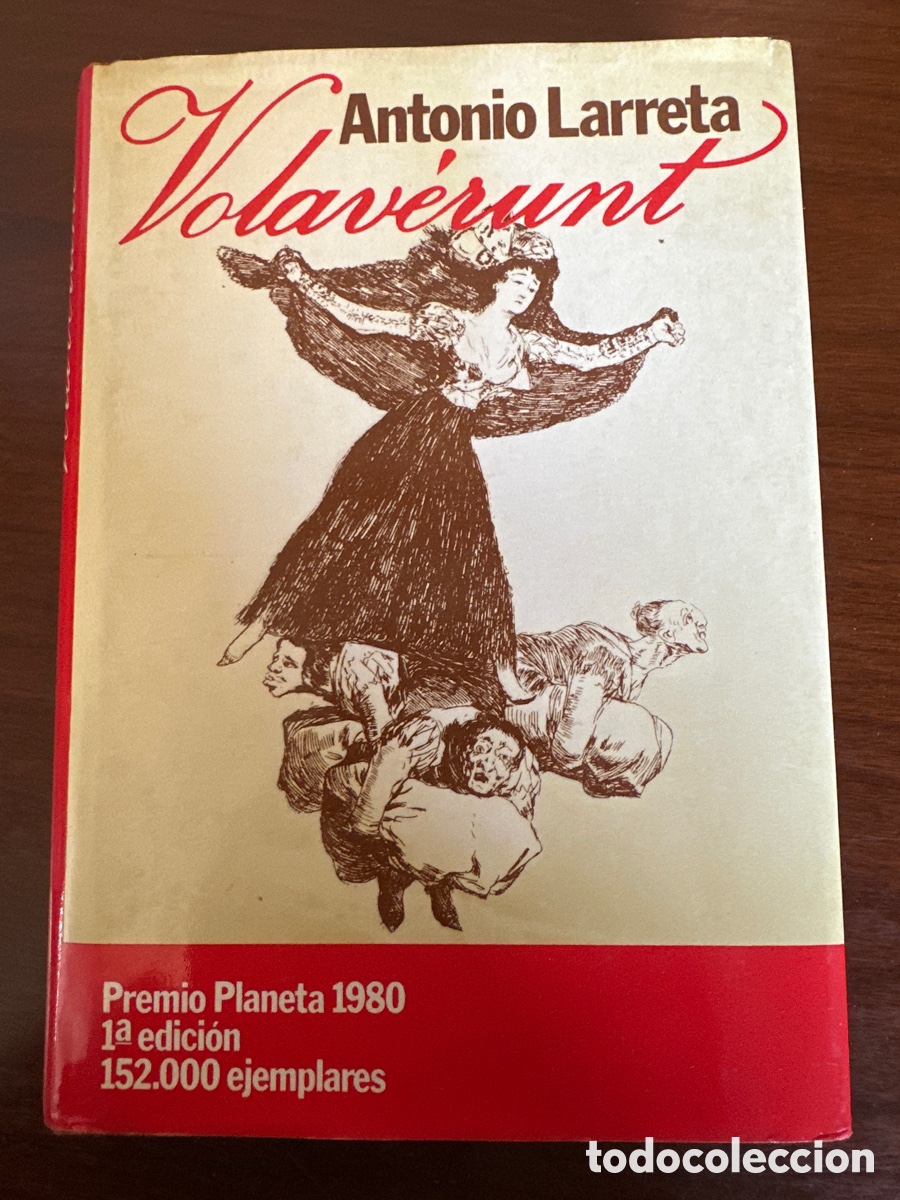 Antonio Larreta
Volavérunt
Premio Planeta 1980
1ª edición
152.000 ejemplares
todocoleccion